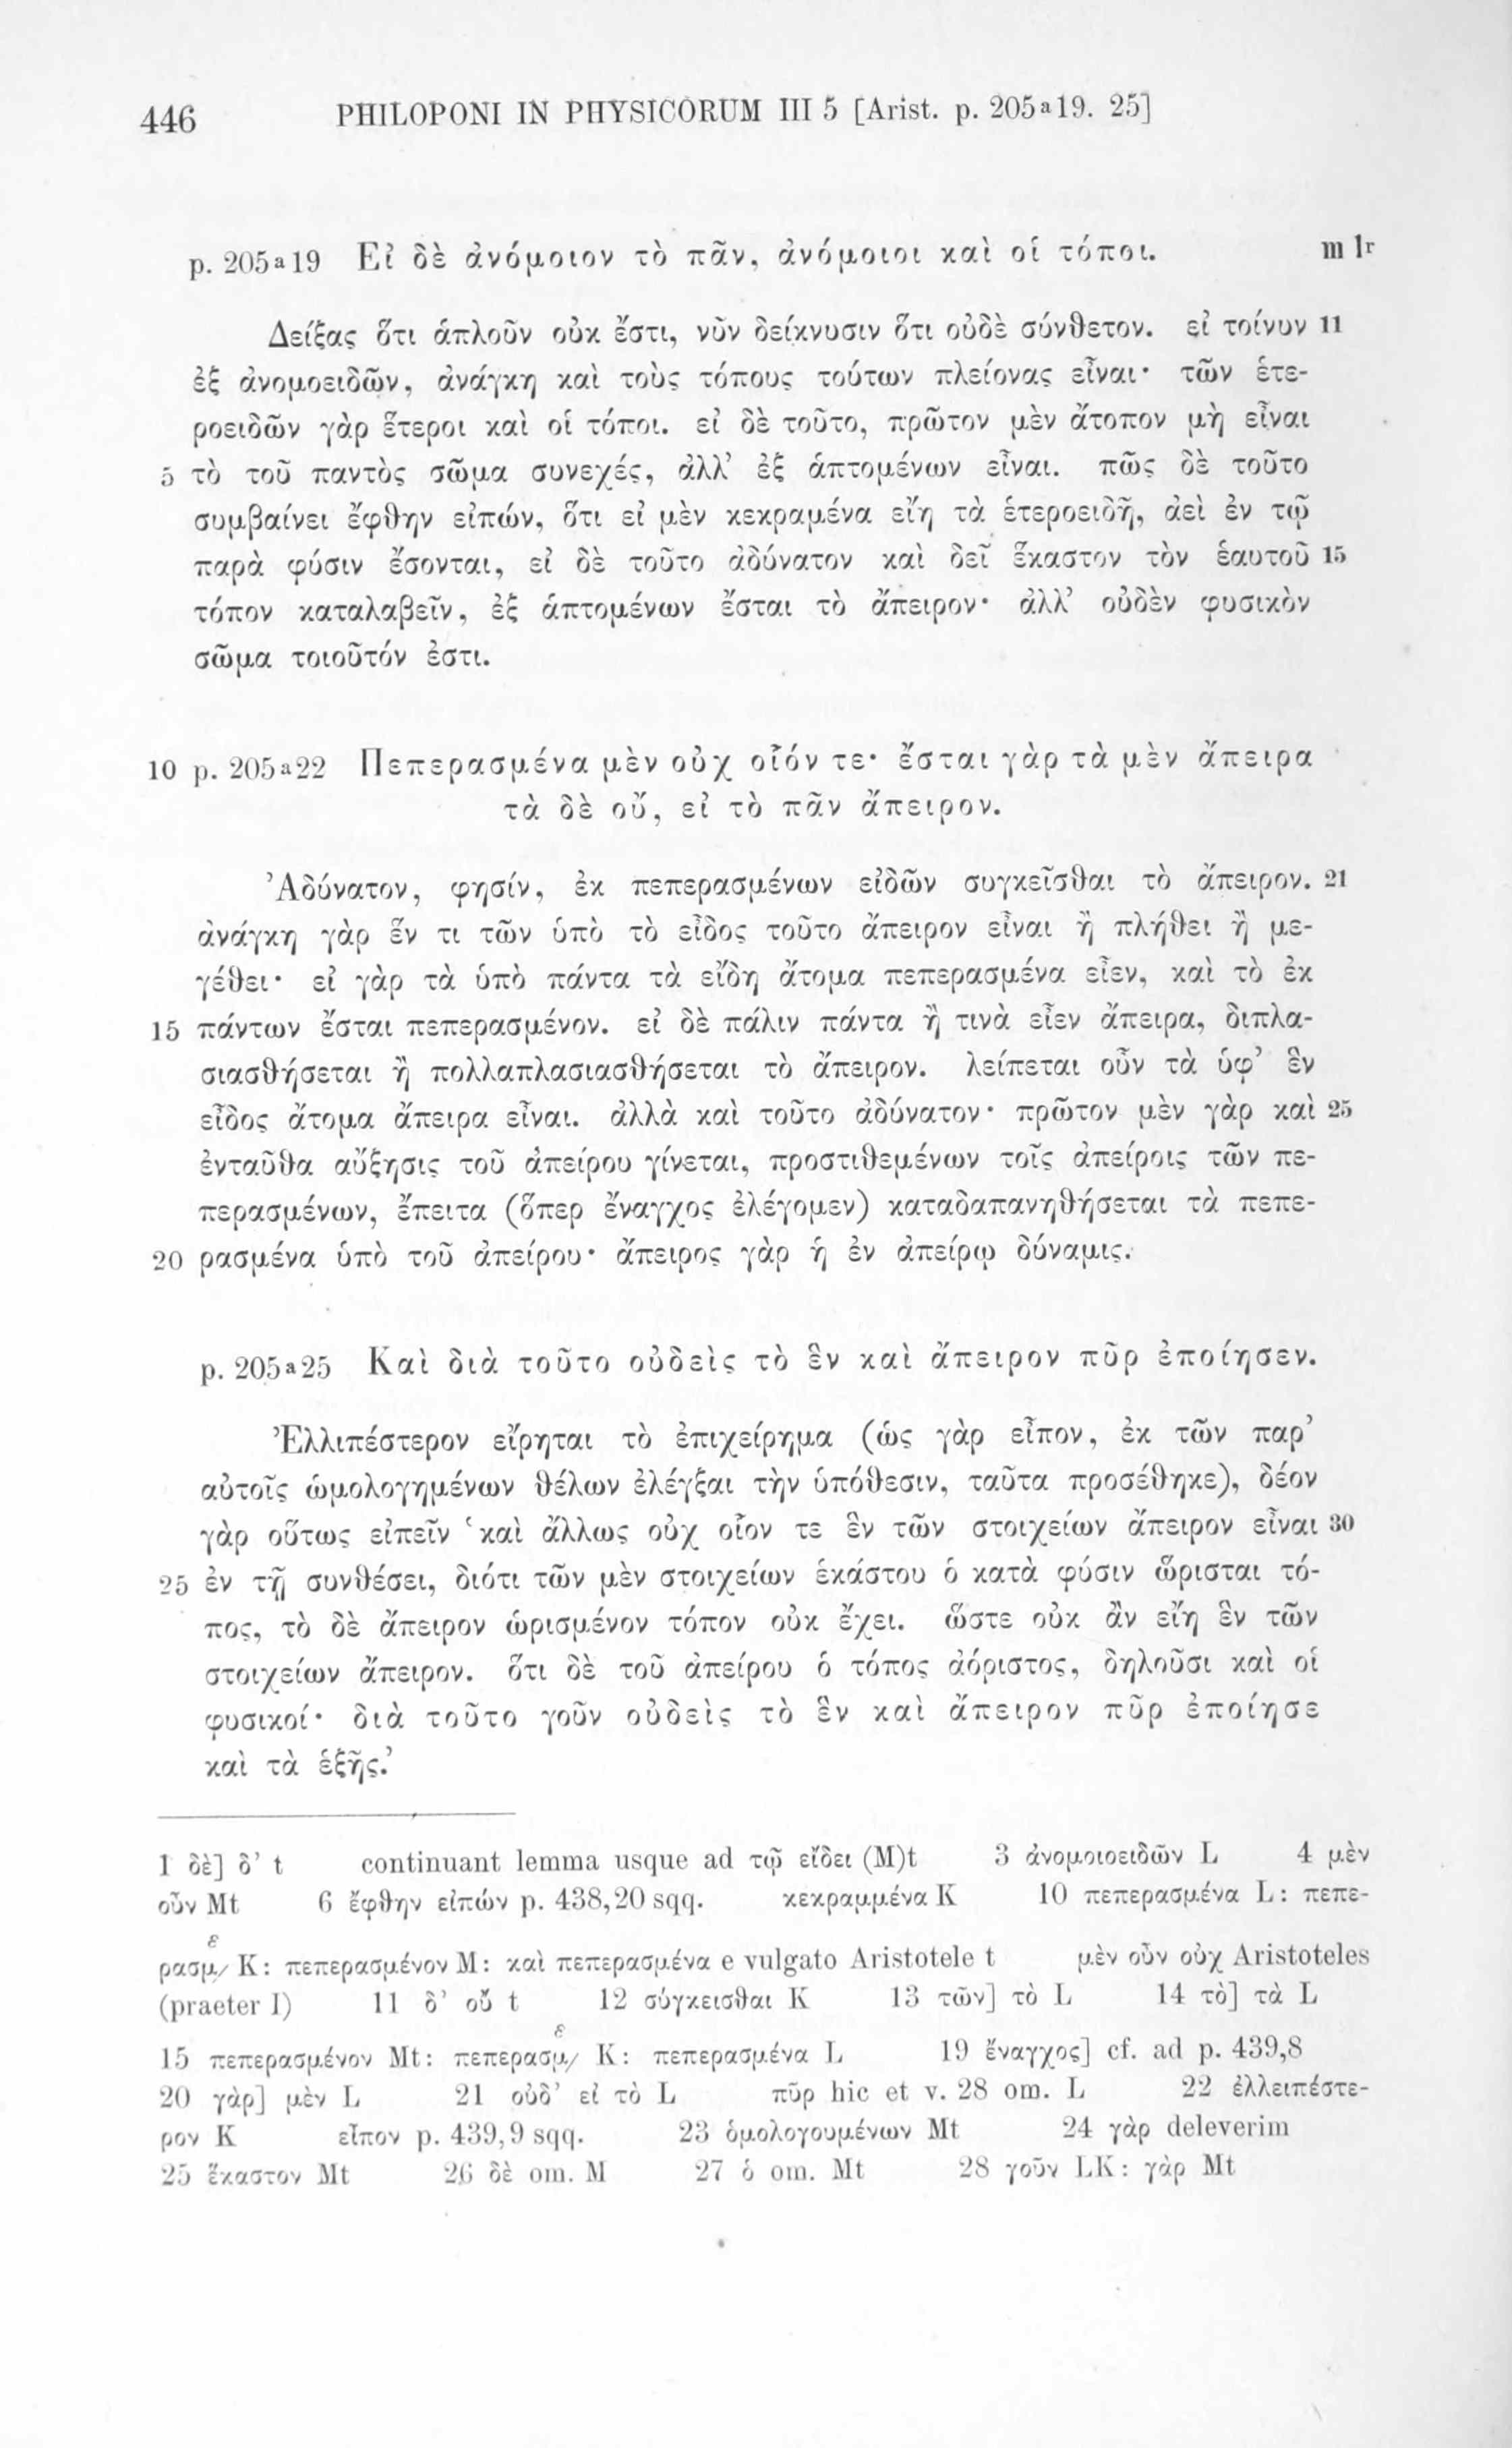 446 PHILOPONI IN PHYSICORUM III 5 [Arist. p. 205a19. 25]
p. 205a19 Εἰ δὲ ἀνόμοιον τὸ πᾶν, ἀνόμοιοι καὶ οἱ τόποι. m 1r
Δείξας ὅτι ἁπλοῦν οὐκ ἔστι, νῦν δείκνυσιν ὅτι οὐδὲ σύνθετον. εἰ τοίνυν 11
ἐξ ἀνομοειδῶν, ἀνάγκη καὶ τοὺς τόπους τούτων πλείονας εἶναι· τῶν ἑτε-
ροειδῶν γὰρ ἕτεροι καὶ οἱ τόποι. εἰ δὲ τοῦτο, πρῶτον μὲν ἄτοπον μὴ εἶναι
5 τὸ τοῦ παντὸς σῶμα συνεχές, ἀλλ’ ἐξ ἁπτομένων εἶναι. πῶς δὲ τοῦτο
συμβαίνει ἔφθην εἰπών, ὅτι εἰ μὲν κεκραμένα εἴη τὰ ἑτεροειδῆ, ἀεὶ ἐν τῷ
παρὰ φύσιν ἔσονται, εἰ δὲ τοῦτο ἀδύνατον καὶ δεῖ ἕκαστον τὸν ἑαυτοῦ 15
τόπον καταλαβεῖν, ἐξ ἁπτομένων ἔσται τὸ ἄπειρον· ἀλλ’ οὐδὲν φυσικὸν
σῶμα τοιοῦτόν ἐστι.
10 p. 205a22 Πεπερασμένα μὲν οὐχ οἷόν τε· ἔσται γὰρ τὰ μὲν ἄπειρα
τὰ δὲ οὔ, εἰ τὸ πᾶν ἄπειρον.
Ἀδύνατον, φησίν, ἐκ πεπερασμένων εἰδῶν συγκεῖσθαι τὸ ἄπειρον. 21
ἀνάγκη γὰρ ἕν τι τῶν ὑπὸ τὸ εἶδος τοῦτο ἄπειρον εἶναι ἢ πλήθει ἢ με-
γέθει· εἰ γὰρ τὰ ὑπὸ πάντα τὰ εἴδη ἄτομα πεπερασμένα εἶεν, καὶ τὸ ἐκ
15 πάντων ἔσται πεπερασμένον. εἰ δὲ πάλιν πάντα ἢ τινὰ εἶεν ἄπειρα, διπλα-
σιασθήσεται ἢ πολλαπλασιασθήσεται τὸ ἄπειρον. λείπεται οὖν τὰ ὑφ’ ἓν
εἶδος ἄτομα ἄπειρα εἶναι. ἀλλὰ καὶ τοῦτο ἀδύνατον· πρῶτον μὲν γὰρ καὶ 25
ἐνταῦθα αὔξησις τοῦ ἀπείρου γίνεται, προστιθεμένων τοῖς ἀπείροις τῶν πε-
περασμένων, ἔπειτα (ὅπερ ἔναγχος ἐλέγομεν) καταδαπανηθήσεται τὰ πεπε-
20 ρασμένα ὑπὸ τοῦ ἀπείρου· ἄπειρος γὰρ ἡ ἐν ἀπείρῳ δύναμις.
p. 205a25 Καὶ διὰ τοῦτο οὐδεὶς τὸ ἓν καὶ ἄπειρον πῦρ ἐποίησεν.
Ἐλλιπέστερον εἴρηται τὸ ἐπιχείρημα (ὡς γὰρ εἶπον, ἐκ τῶν παρ’
αὐτοῖς ὡμολογημένων θέλων ἐλέγξαι τὴν ὑπόθεσιν, ταῦτα προσέθηκε), δέον
γὰρ οὕτως εἰπεῖν ‘καὶ ἄλλως οὐχ οἷον τε ἓν τῶν στοιχείων ἄπειρον εἶναι 30
25 ἐν τῇ συνθέσει, διότι τῶν μὲν στοιχείων ἑκάστου ὁ κατὰ φύσιν ὥρισται τό-
πος, τὸ δὲ ἄπειρον ὡρισμένον τόπον οὐκ ἔχει. ὥστε οὐκ ἂν εἴη ἓν τῶν
στοιχείων ἄπειρον. ὅτι δὲ τοῦ ἀπείρου ὁ τόπος ἀόριστος, δηλοῦσι καὶ οἱ
φυσικοί· διὰ τοῦτο γοῦν οὐδεὶς τὸ ἓν καὶ ἄπειρον πῦρ ἐποίησε
καὶ τὰ ἑξῆς.’
1 δὲ] δ’ t continuant lemma usque ad τῷ εἴδει (M)t 3 ἀνομοιοειδῶν L 4 μὲν
οὖν Mt 6 ἔφθην εἰπών p. 438,20 sqq. κεκραμμένα K 10 πεπερασμένα L: πεπε-
ρασμ/ε K: πεπερασμένον M: καὶ πεπερασμένα e vulgato Aristotele t μὲν οὖν οὐχ Aristoteles
(praeter I) 11 δ’ οὔ t 12 σύγκεισθαι K 13 τῶν] τὸ L 14 τὸ] τὰ L
15 πεπερασμένον Mt: πεπερασμ/ε K: πεπερασμένα L 19 ἔναγχος] cf. ad p. 439,8
20 γὰρ] μὲν L 21 οὐδ’ εἰ τὸ L πῦρ hic et v. 28 om. L 22 ἐλλειπέστε-
ρον K εἶπον p. 439,9 sqq. 23 ὁμολογουμένων Mt 24 γὰρ deleverim
25 ἕκαστον Mt 26 δὲ om. M 27 ὁ om. Mt 28 γοῦν LK: γὰρ Mt